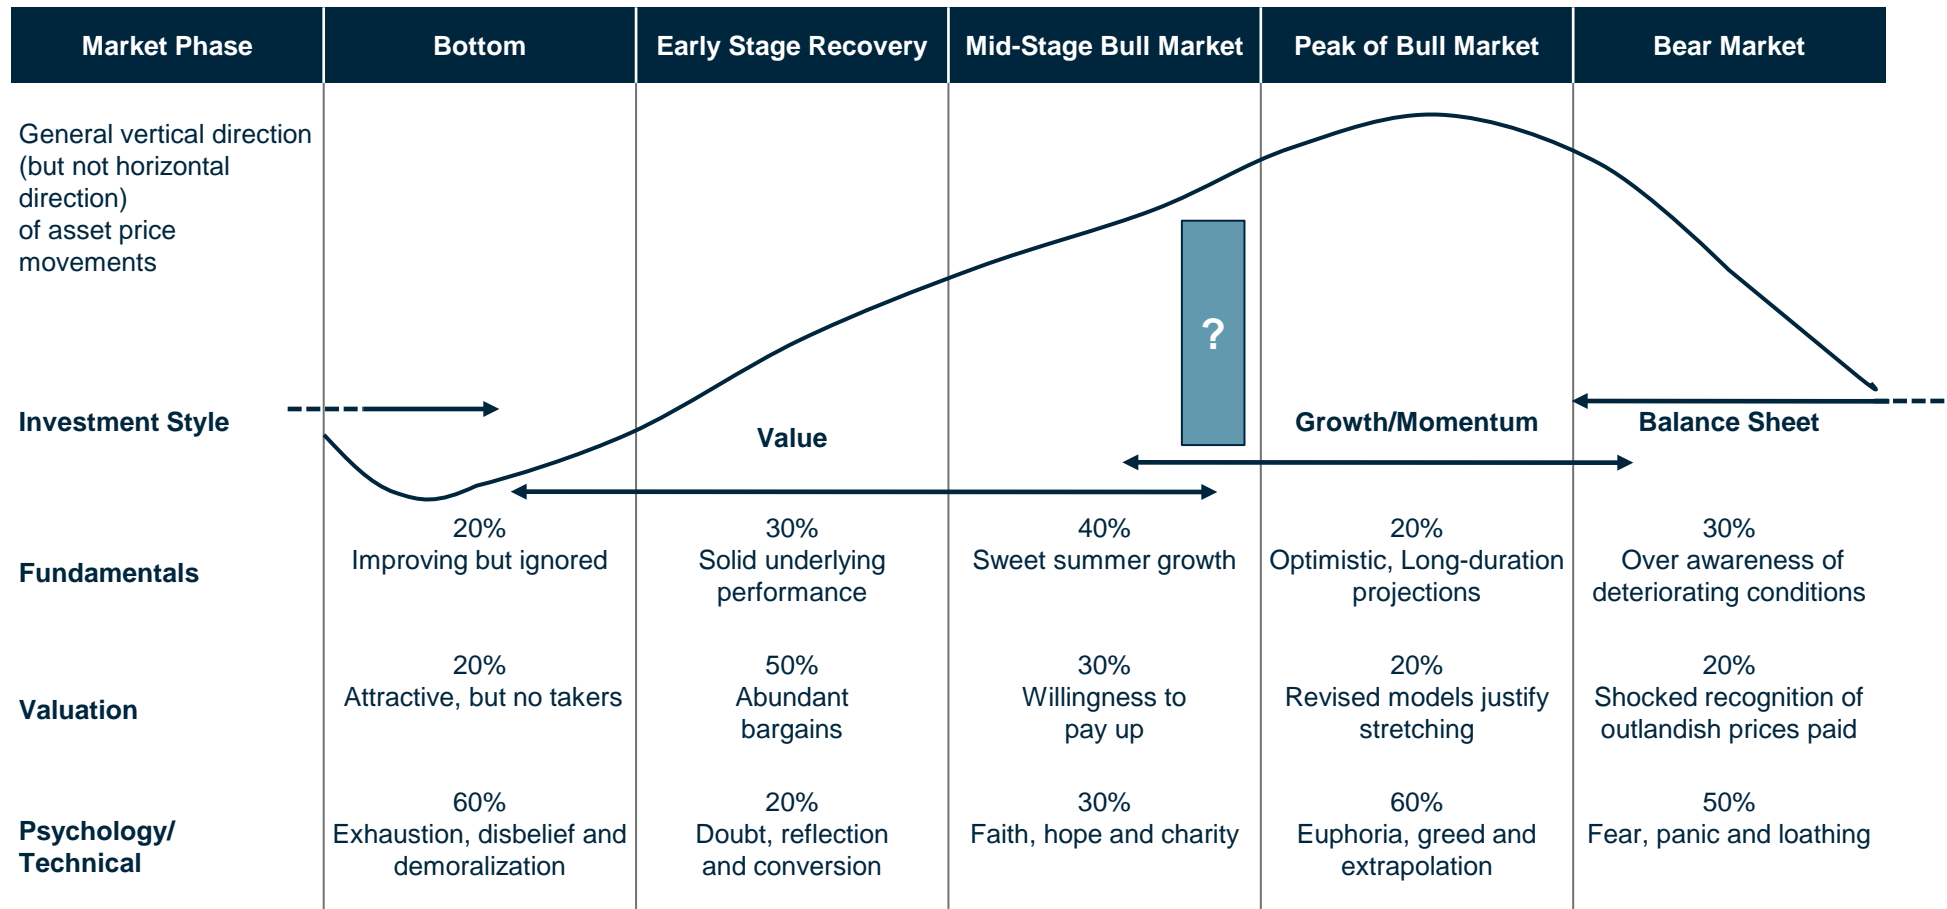 Market Phase
Bottom
Early Stage Recovery
Mid-Stage Bull Market
Peak of Bull Market
Bear Market
General vertical direction
(but not horizontal
direction)
of asset price
movements
?
Investment Style
Value
Growth/Momentum
Balance Sheet
Fundamentals
20%
Improving but ignored
30%
Solid underlying
performance
40%
Sweet summer growth
20%
Optimistic, Long-duration
projections
30%
Over awareness of
deteriorating conditions
Valuation
20%
Attractive, but no takers
50%
Abundant
bargains
30%
Willingness to
pay up
20%
Revised models justify
stretching
20%
Shocked recognition of
outlandish prices paid
Psychology/
Technical
60%
Exhaustion, disbelief and
demoralization
20%
Doubt, reflection
and conversion
30%
Faith, hope and charity
60%
Euphoria, greed and
extrapolation
50%
Fear, panic and loathing